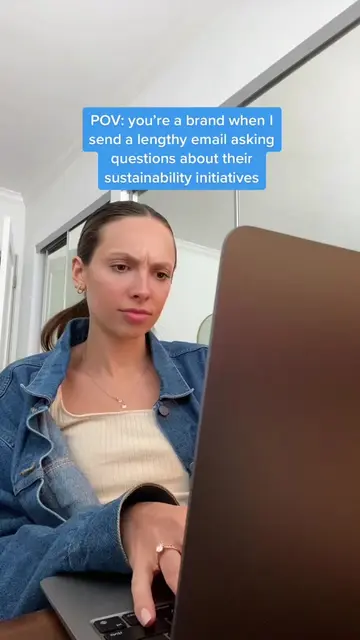 POV: you're a brand when I
send a lengthy email asking
questions about their
sustainability initiatives